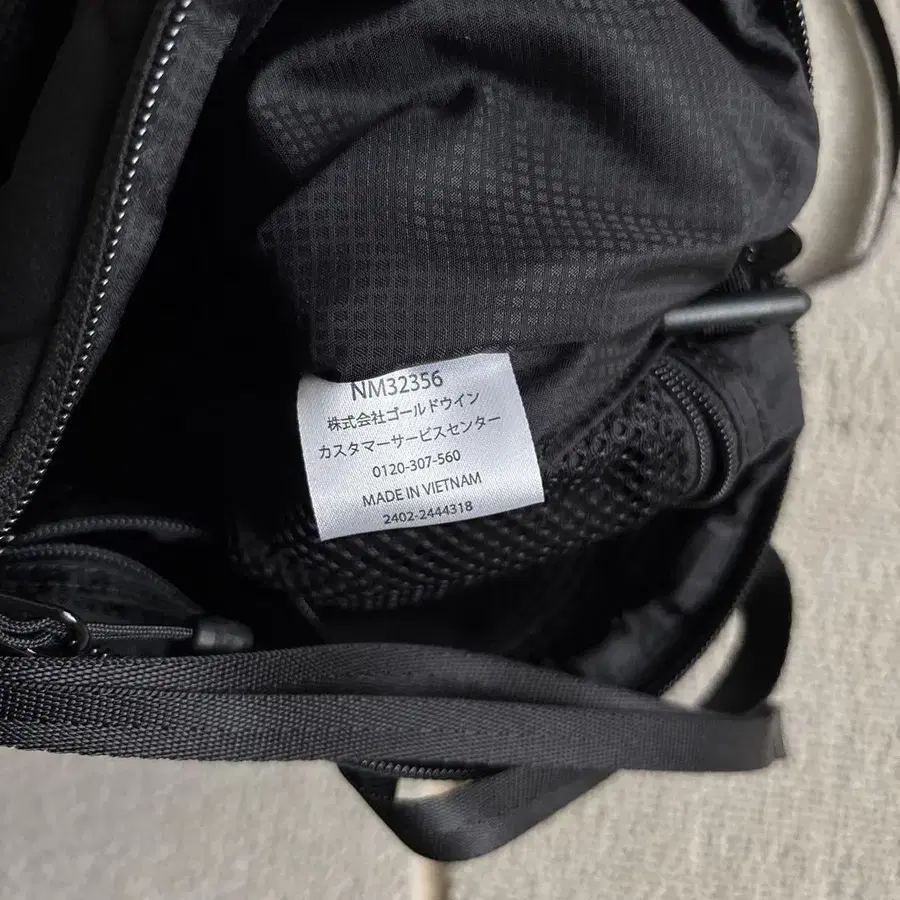 NM32356
株式会社ゴールドウイン
カスタマーサービスセンター
0120-307-560
MADE IN VIETNAM
2402-2444318